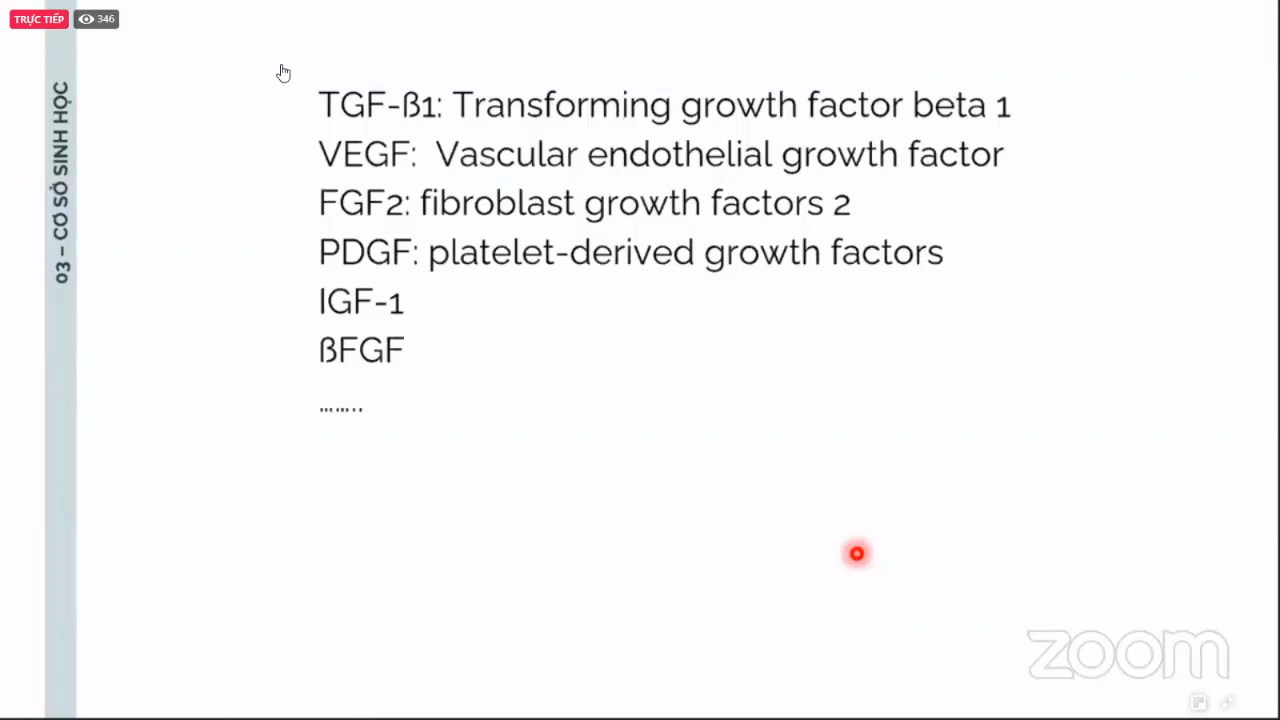 TRỰC TIẾP 346
03 – CƠ SỞ SINH HỌC
TGF-ß1: Transforming growth factor beta 1
VEGF: Vascular endothelial growth factor
FGF2: fibroblast growth factors 2
PDGF: platelet-derived growth factors
IGF-1
ßFGF
……..
zoom